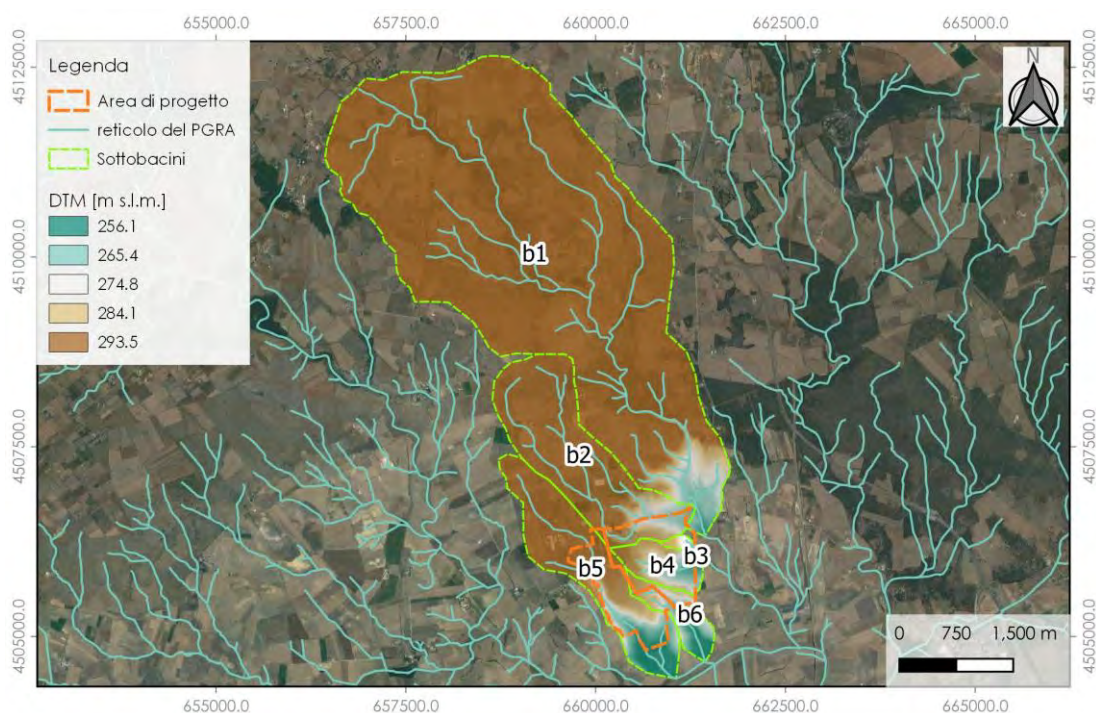 655000.0 657500.0 660000.0 662500.0 665000.0
4512500.0
4510000.0
4507500.0
4505000.0
Legenda
Area di progetto
reticolo del PGRA
Sottobacini
DTM [m s.l.m.]
256.1
265.4
274.8
284.1
293.5
N
4512500.0
4510000.0
4507500.0
4505000.0
b1
b2
b3
b4
b5
b6
0 750 1,500 m
655000.0 657500.0 660000.0 662500.0 665000.0